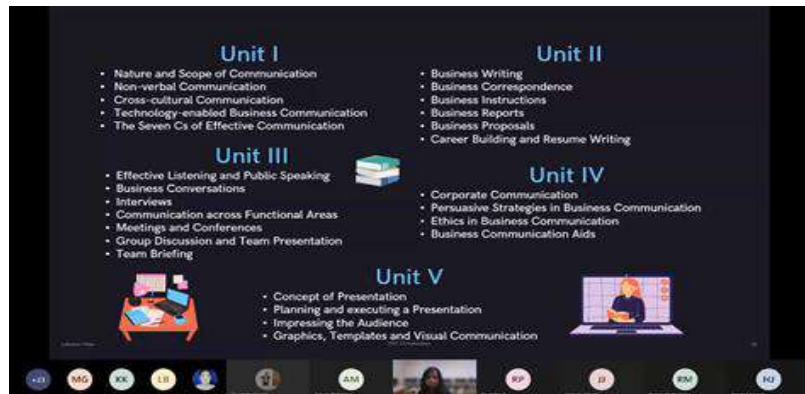 Unit I
• Nature and Scope of Communication
• Non-verbal Communication
• Cross-cultural Communication
• Technology-enabled Business Communication
• The Seven Cs of Effective Communication
Unit II
• Business Writing
• Business Correspondence
• Business Instructions
• Business Reports
• Business Proposals
• Career Building and Resume Writing
Unit III
• Effective Listening and Public Speaking
• Business Conversations
• Interviews
• Communication across Functional Areas
• Meetings and Conferences
• Group Discussion and Team Presentation
• Team Briefing
Unit IV
• Corporate Communication
• Persuasive Strategies in Business Communication
• Ethics in Business Communication
• Business Communication Aids
Unit V
• Concept of Presentation
• Planning and executing a Presentation
• Impressing the Audience
• Graphics, Templates and Visual Communication
MG
KK
LB
AM
RP
RM